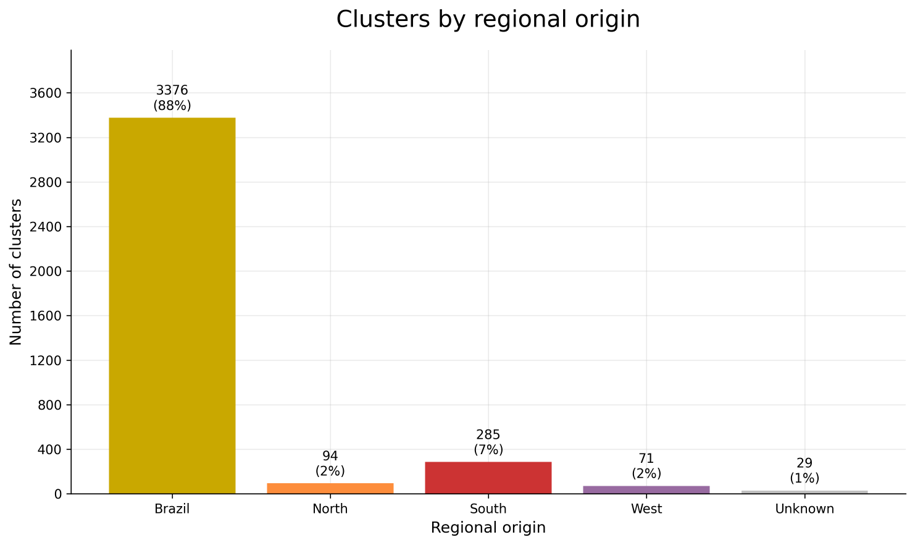 Clusters by regional origin
Number of clusters
3600
3200
2800
2400
2000
1600
1200
800
400
0
3376
(88%)
94
(2%)
285
(7%)
71
(2%)
29
(1%)
Brazil
North
South
West
Unknown
Regional origin